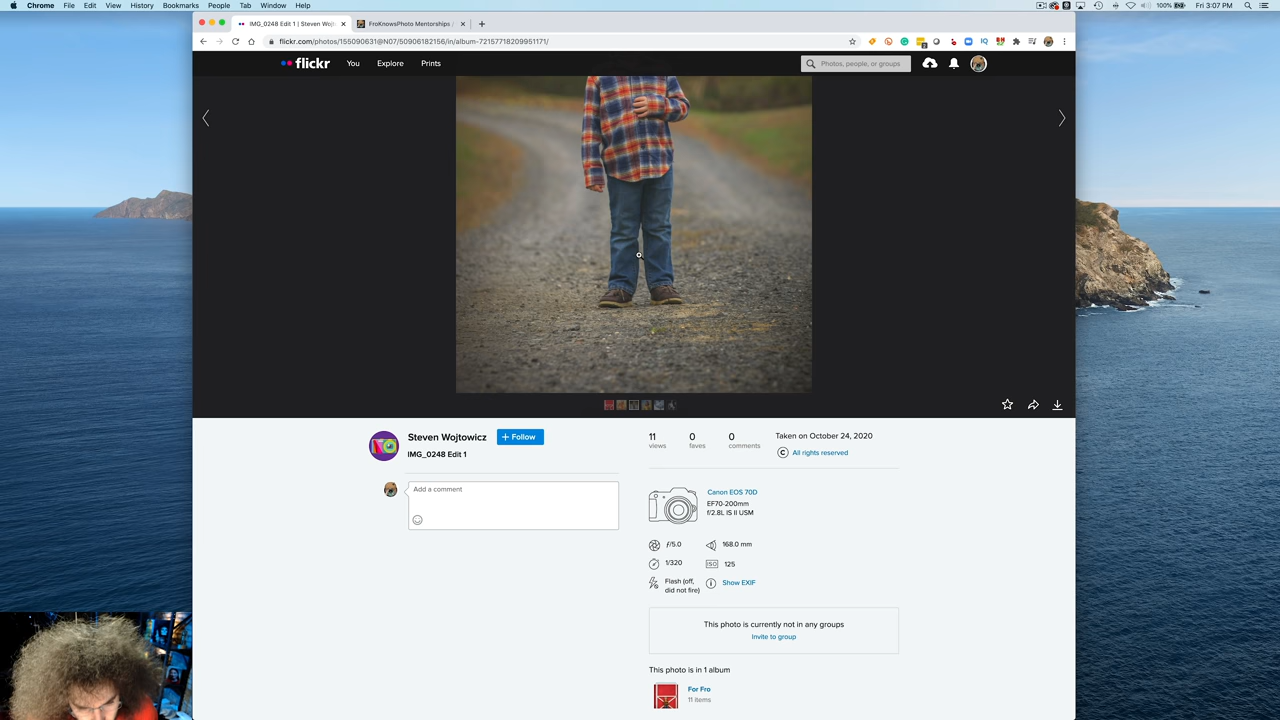 Chrome File Edit View History Bookmarks People Tab Window Help 100% Fri 3:07 PM
IMG_0248 Edit 1 | Steven Wojt FroKnowsPhoto Mentorships
flickr.com/photos/155090631@N07/50906182156/in/album-72157718209951171/
flickr You Explore Prints Photos, people, or groups
Steven Wojtowicz + Follow
IMG_0248 Edit 1
Add a comment
11 0 0 Taken on October 24, 2020
views faves comments
© All rights reserved
Canon EOS 70D
EF70-200mm
f/2.8L IS II USM
ƒ/5.0 168.0 mm
1/320 ISO 125
Flash (off, Show EXIF
did not fire)
This photo is currently not in any groups
Invite to group
This photo is in 1 album
For Fro
11 items